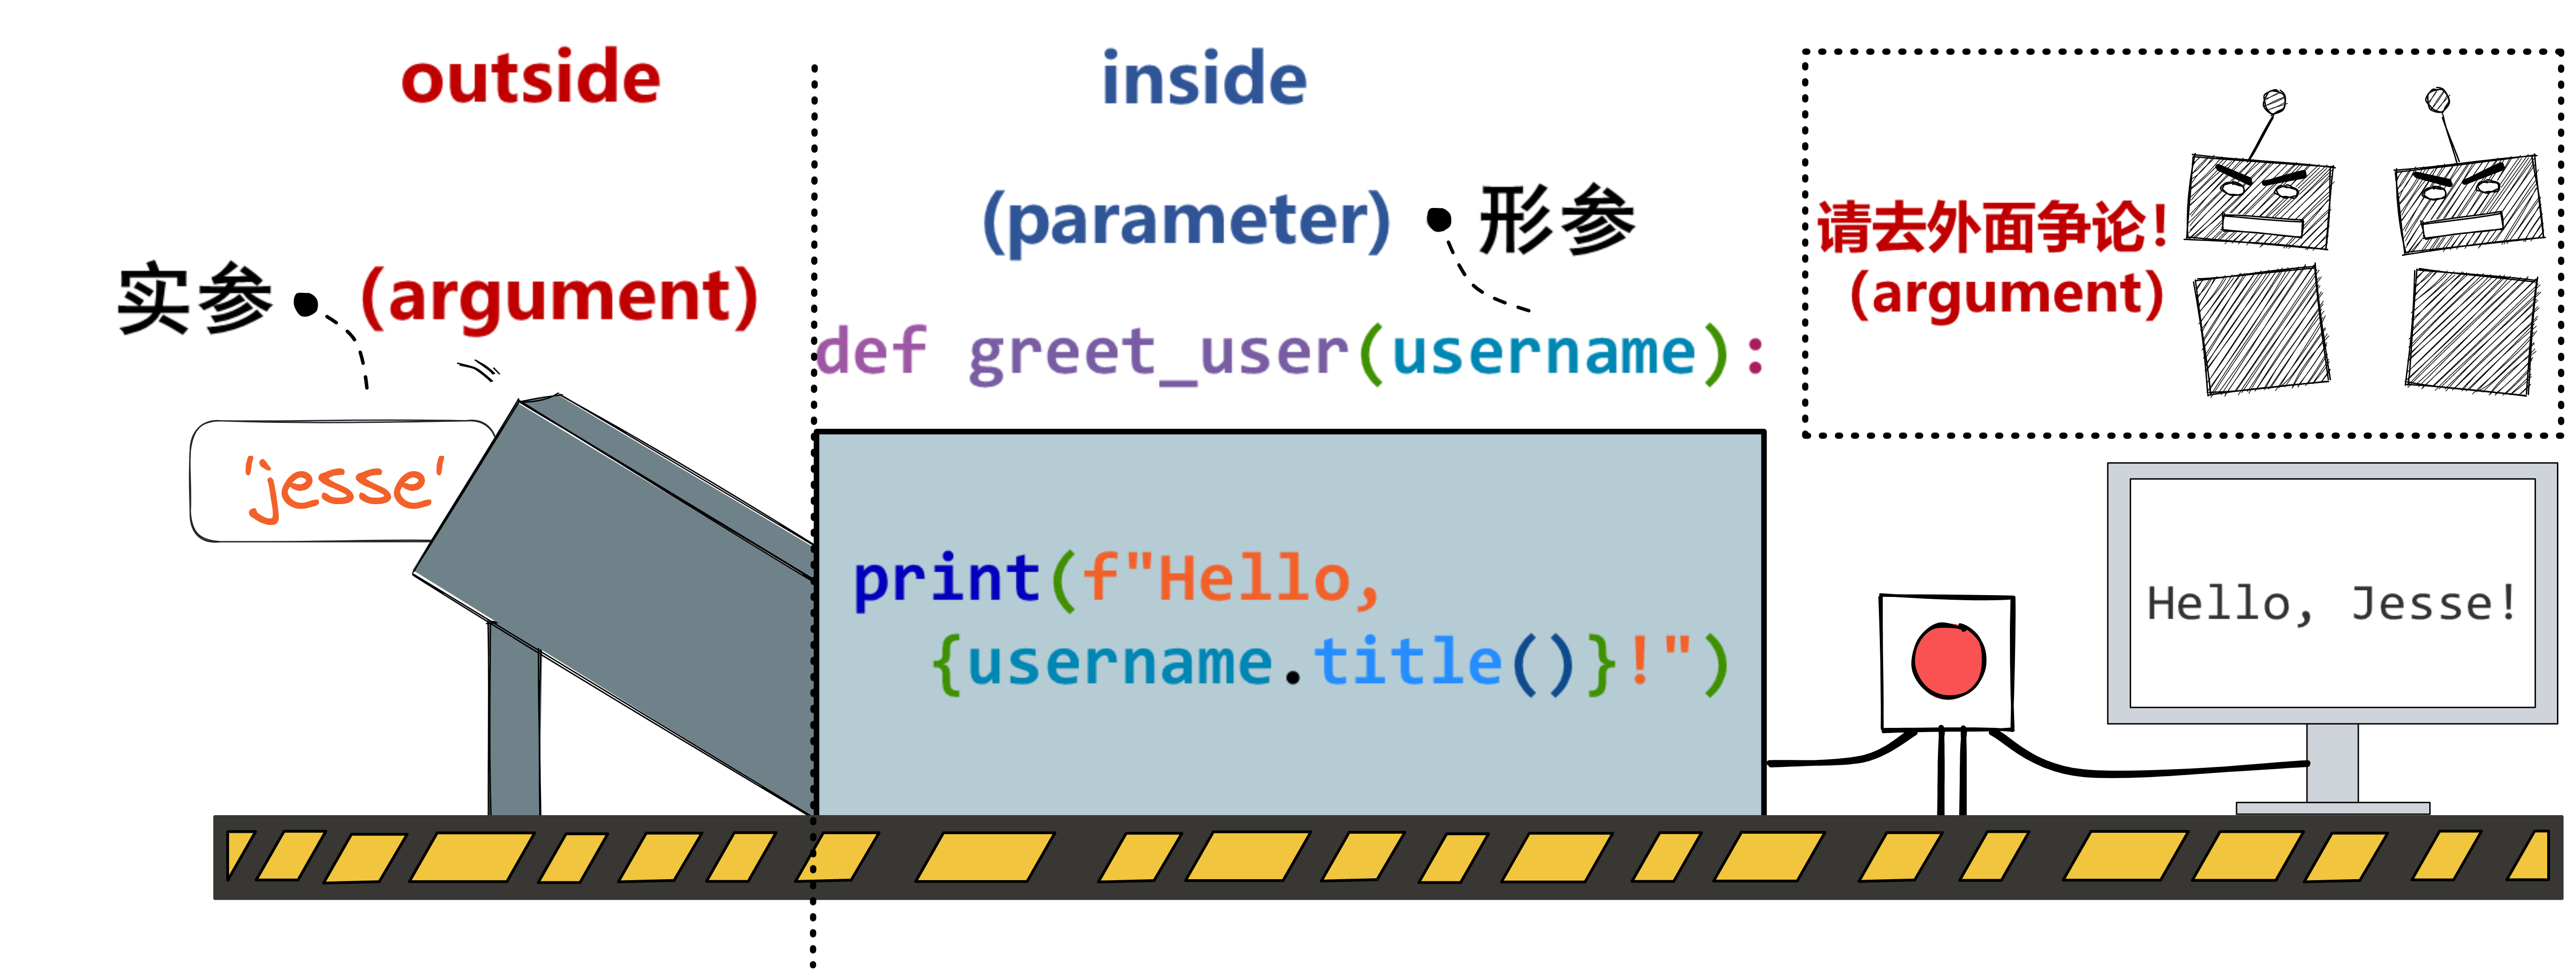 outside
inside
(parameter) 形参
实参 (argument)
def greet_user(username):
请去外面争论！
(argument)
'jesse'
print(f"Hello,
{username.title()}!")
Hello, Jesse!